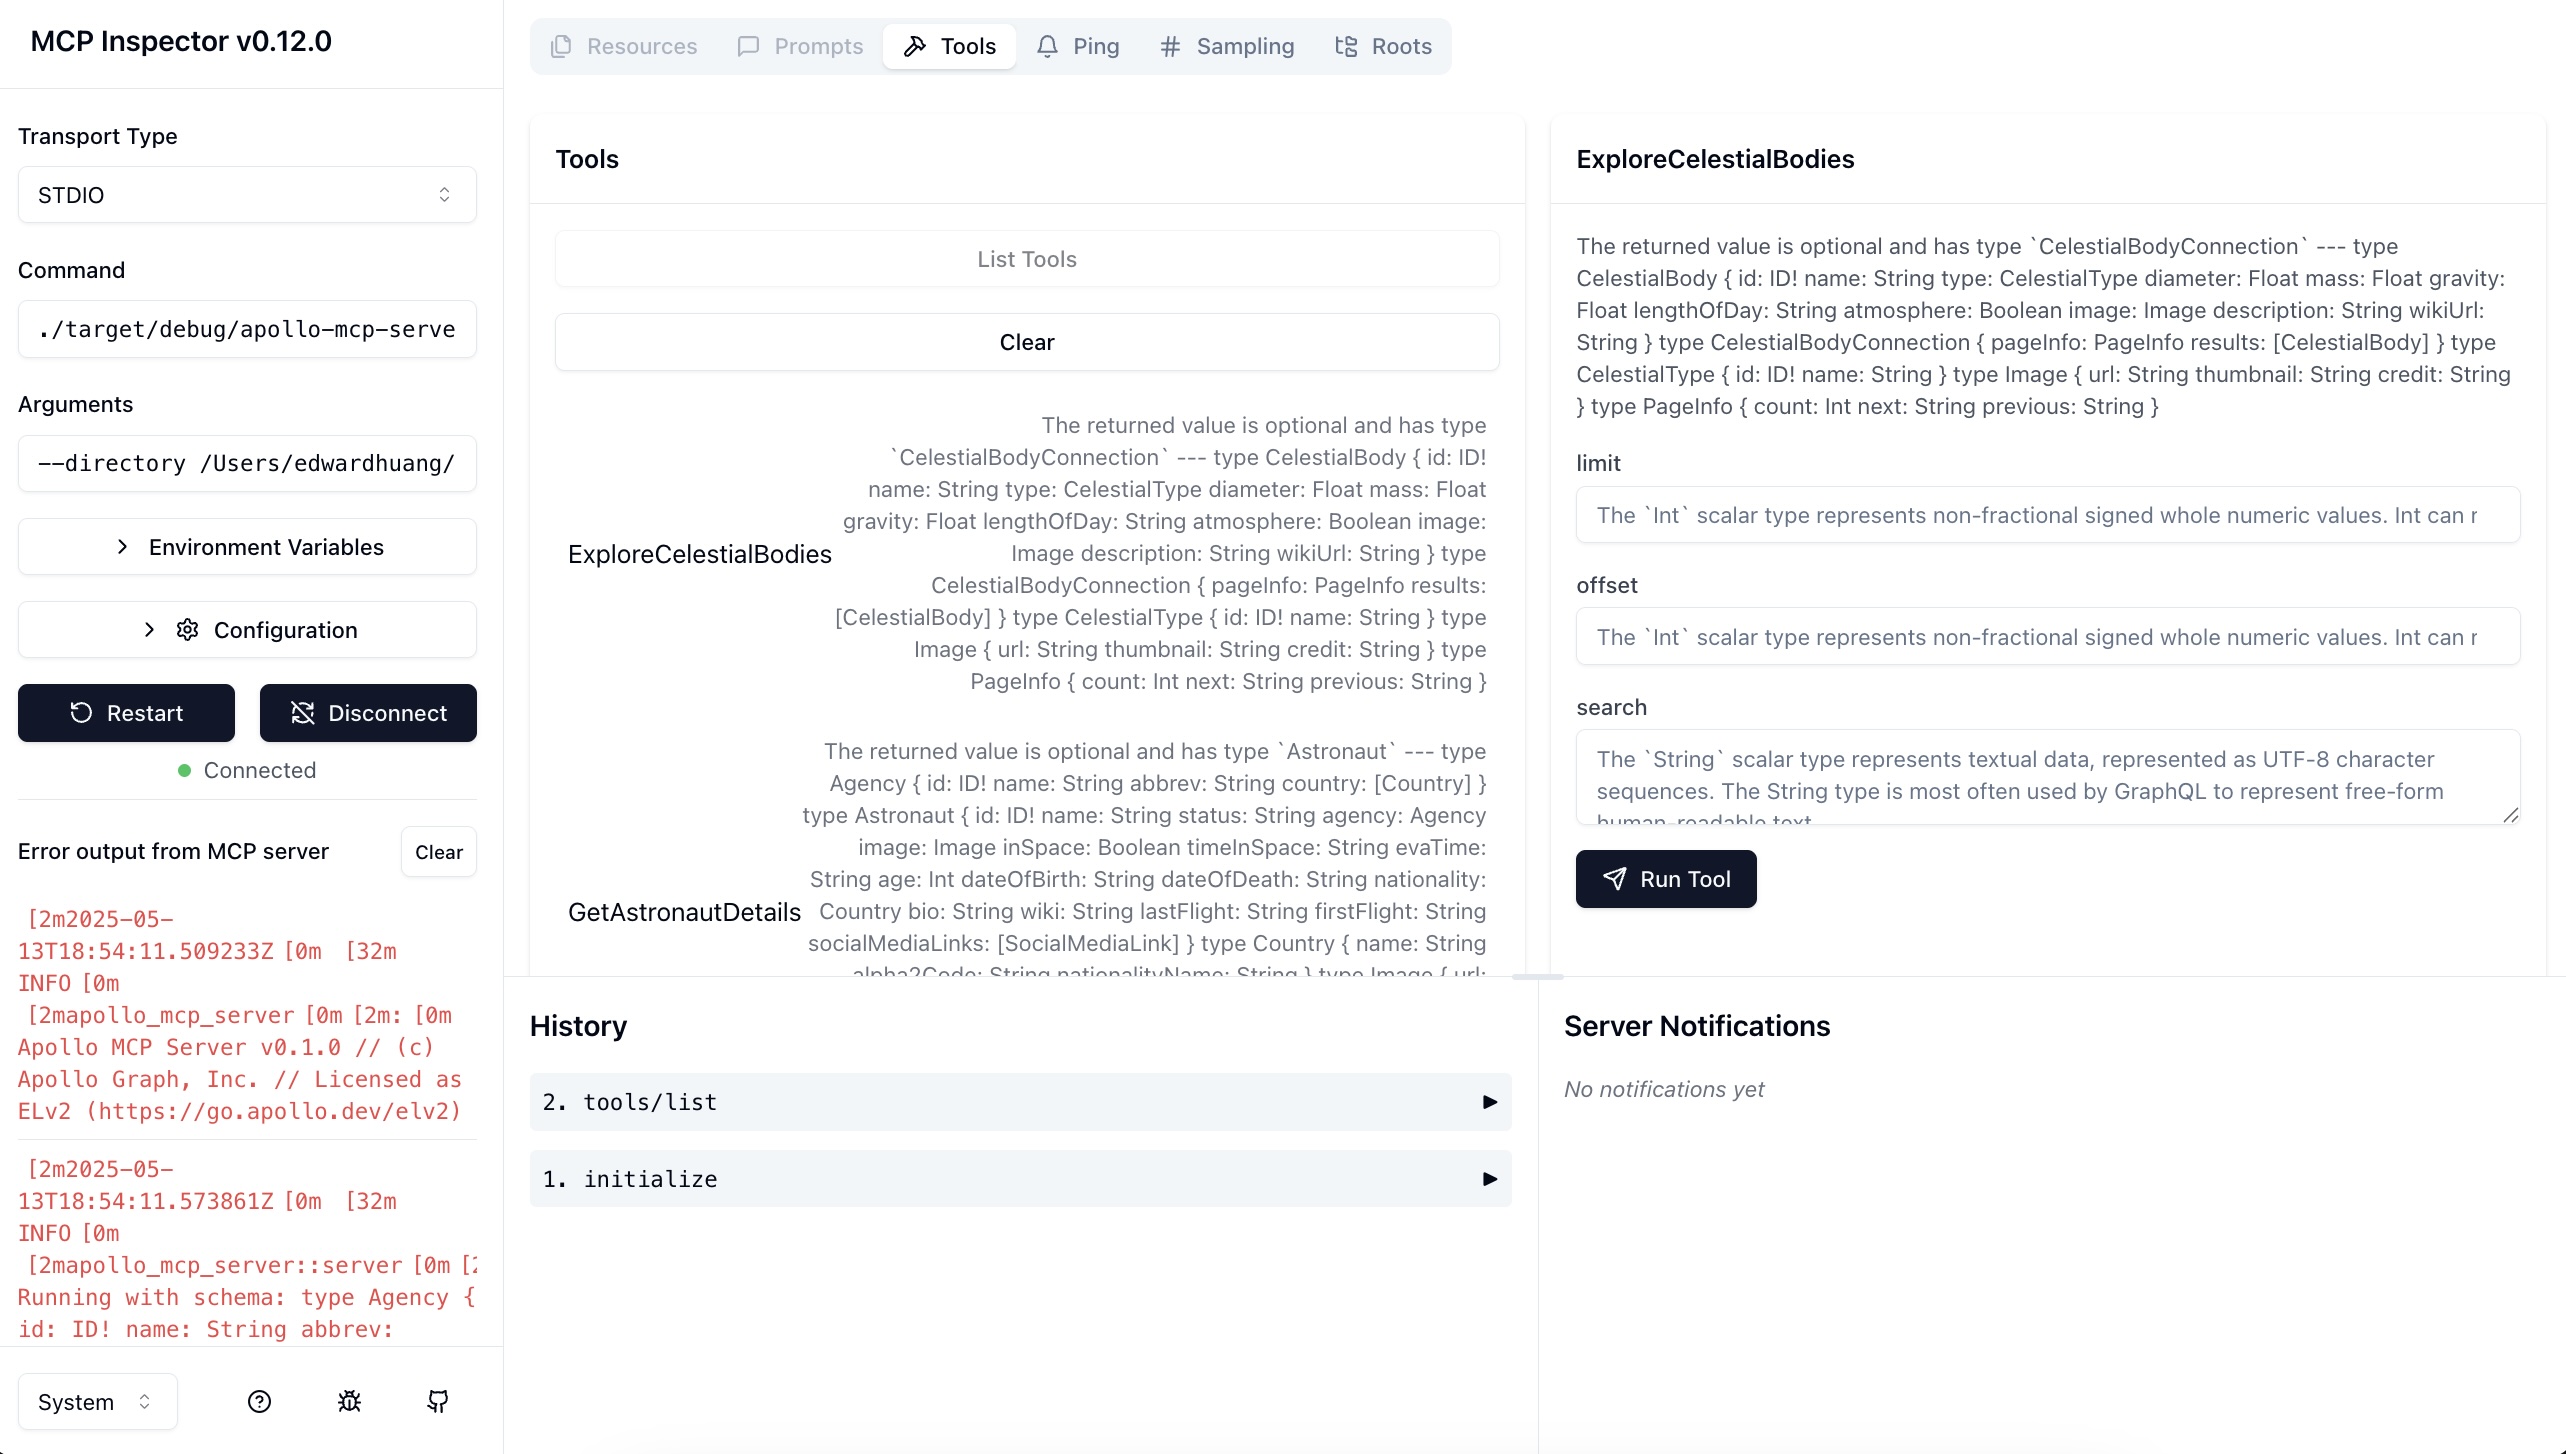 MCP Inspector v0.12.0
Transport Type
STDIO
Command
./target/debug/apollo-mcp-serve
Arguments
--directory /Users/edwardhuang/
Environment Variables
Configuration
Restart
Disconnect
Connected
Error output from MCP server
Clear
[2m2025-05-
13T18:54:11.509233Z [0m [32m
INFO [0m
[2mapollo_mcp_server [0m [2m: [0m
Apollo MCP Server v0.1.0 // (c)
Apollo Graph, Inc. // Licensed as
ELv2 (https://go.apollo.dev/elv2)
[2m2025-05-
13T18:54:11.573861Z [0m [32m
INFO [0m
[2mapollo_mcp_server::server [0m [2
Running with schema: type Agency {
id: ID! name: String abbrev:
System
Resources
Prompts
Tools
Ping
Sampling
Roots
Tools
List Tools
Clear
ExploreCelestialBodies
The returned value is optional and has type
`CelestialBodyConnection` --- type CelestialBody { id: ID!
name: String type: CelestialType diameter: Float mass: Float
gravity: Float lengthOfDay: String atmosphere: Boolean image:
Image description: String wikiUrl: String } type
CelestialBodyConnection { pageInfo: PageInfo results:
[CelestialBody] } type CelestialType { id: ID! name: String } type
Image { url: String thumbnail: String credit: String } type
PageInfo { count: Int next: String previous: String }
GetAstronautDetails
The returned value is optional and has type `Astronaut` --- type
Agency { id: ID! name: String abbrev: String country: [Country] }
type Astronaut { id: ID! name: String status: String agency: Agency
image: Image inSpace: Boolean timeInSpace: String evaTime:
String age: Int dateOfBirth: String dateOfDeath: String nationality:
Country bio: String wiki: String lastFlight: String firstFlight: String
socialMediaLinks: [SocialMediaLink] } type Country { name: String
alpha2Code: String nationalityName: String } type Image { url:
ExploreCelestialBodies
The returned value is optional and has type `CelestialBodyConnection` --- type
CelestialBody { id: ID! name: String type: CelestialType diameter: Float mass: Float gravity:
Float lengthOfDay: String atmosphere: Boolean image: Image description: String wikiUrl:
String } type CelestialBodyConnection { pageInfo: PageInfo results: [CelestialBody] } type
CelestialType { id: ID! name: String } type Image { url: String thumbnail: String credit: String
} type PageInfo { count: Int next: String previous: String }
limit
The `Int` scalar type represents non-fractional signed whole numeric values. Int can r
offset
The `Int` scalar type represents non-fractional signed whole numeric values. Int can r
search
The `String` scalar type represents textual data, represented as UTF-8 character
sequences. The String type is most often used by GraphQL to represent free-form
human-readable text.
Run Tool
History
2. tools/list
1. initialize
Server Notifications
No notifications yet